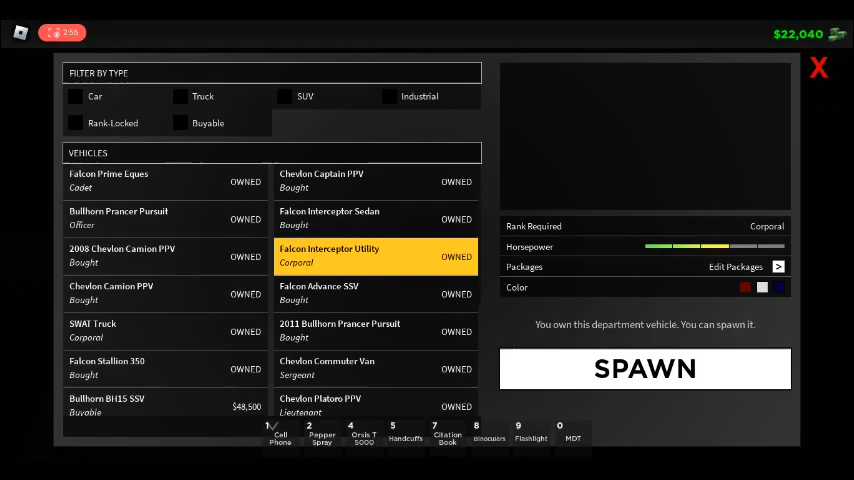 2:55
$22,040
X
FILTER BY TYPE
Car
Truck
SUV
Industrial
Rank-Locked
Buyable
VEHICLES
Falcon Prime Eques
Cadet
OWNED
Chevlon Captain PPV
Bought
OWNED
Bullhorn Prancer Pursuit
Officer
OWNED
Falcon Interceptor Sedan
Bought
OWNED
2008 Chevlon Camion PPV
Bought
OWNED
Falcon Interceptor Utility
Corporal
OWNED
Chevlon Camion PPV
Bought
OWNED
Falcon Advance SSV
Bought
OWNED
SWAT Truck
Corporal
OWNED
2011 Bullhorn Prancer Pursuit
Bought
OWNED
Falcon Stallion 350
Bought
OWNED
Chevlon Commuter Van
Sergeant
OWNED
Bullhorn BH15 SSV
Buyable
$48,500
Chevlon Platoro PPV
Lieutenant
OWNED
Rank Required
Corporal
Horsepower
Packages
Edit Packages >
Color
You own this department vehicle. You can spawn it.
SPAWN
1
Cell
Phone
2
Pepper
Spray
4
Orsis T
5000
5
Handcuffs
7
Citation
Book
8
Binoculars
9
Flashlight
0
MDT